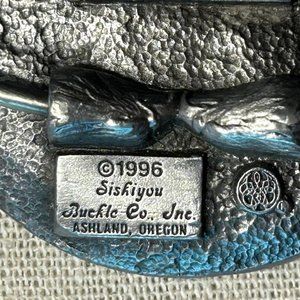 ©1996
Siskiyou
Buckle Co., Inc.
ASHLAND, OREGON